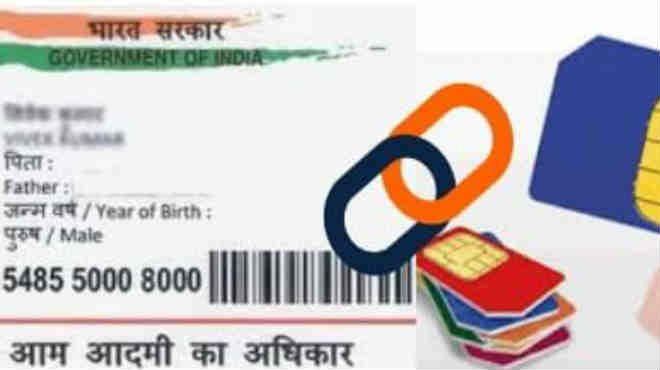 भारत सरकार
GOVERNMENT OF INDIA
पिता :
Father :
जन्म वर्ष / Year of Birth :
पुरुष / Male
5485 5000 8000
आम आदमी का अधिकार